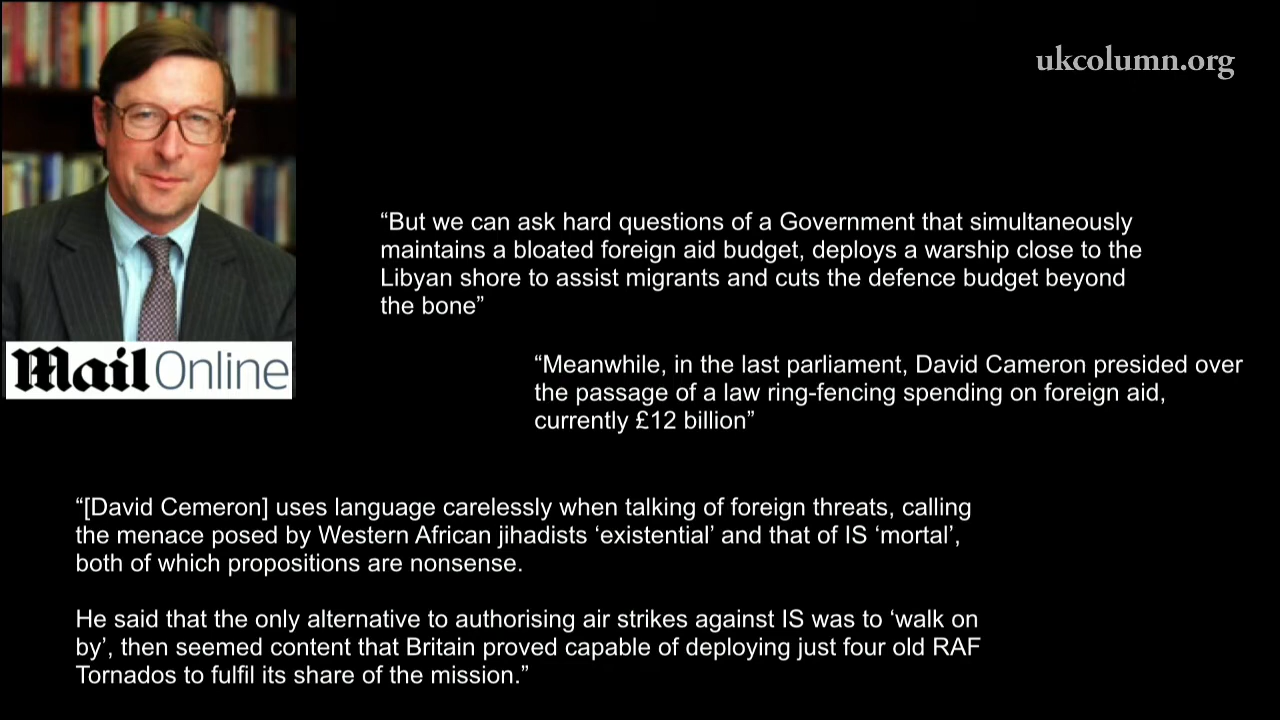 ukcolumn.org
“But we can ask hard questions of a Government that simultaneously
maintains a bloated foreign aid budget, deploys a warship close to the
Libyan shore to assist migrants and cuts the defence budget beyond
the bone”
Mail Online
“Meanwhile, in the last parliament, David Cameron presided over
the passage of a law ring-fencing spending on foreign aid,
currently £12 billion”
“[David Cemeron] uses language carelessly when talking of foreign threats, calling
the menace posed by Western African jihadists ‘existential’ and that of IS ‘mortal’,
both of which propositions are nonsense.
He said that the only alternative to authorising air strikes against IS was to ‘walk on
by’, then seemed content that Britain proved capable of deploying just four old RAF
Tornados to fulfil its share of the mission.”